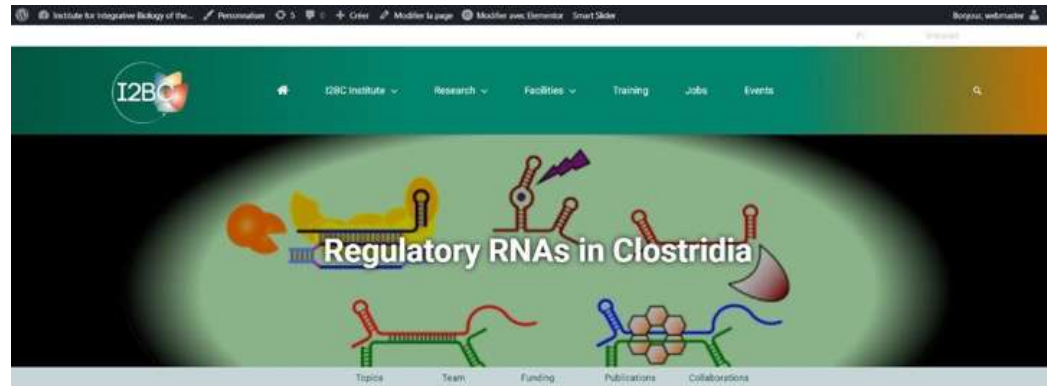 Institute for Integrative Biology of the... Personnaliser 5 0 + Créer Modifier la page Modifier avec Elementor Smart Slider Bonjour, webmaster
Intranet
I2BC I2BC Institute Research Facilities Training Jobs Events
Regulatory RNAs in Clostridia
Topics Team Funding Publications Collaborations